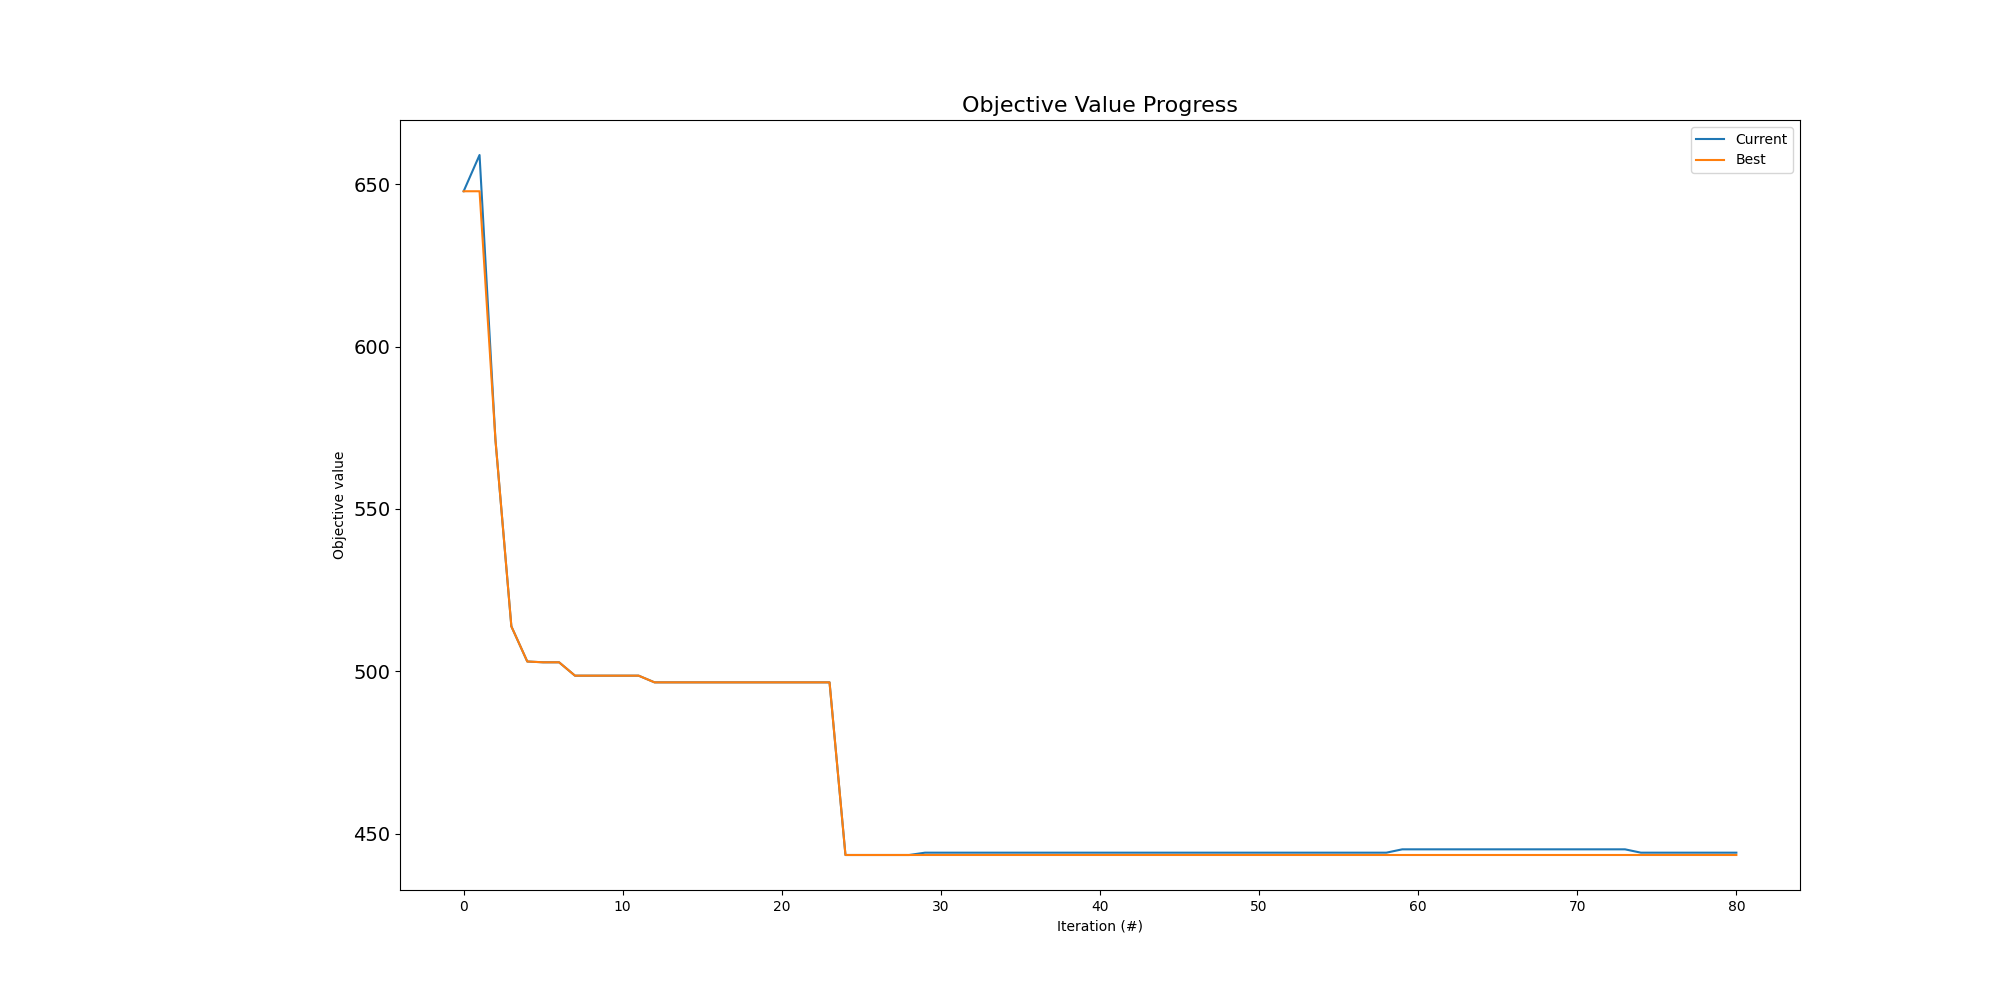 Objective Value Progress
Current
Best
650
600
550
500
450
Objective value
0 10 20 30 40 50 60 70 80
Iteration (#)